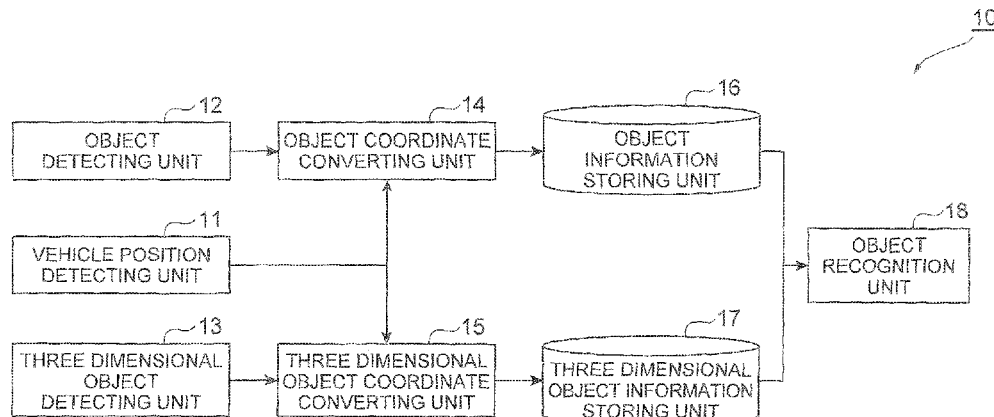 10
12
OBJECT
DETECTING UNIT
14
OBJECT COORDINATE
CONVERTING UNIT
16
OBJECT
INFORMATION
STORING UNIT
11
VEHICLE POSITION
DETECTING UNIT
18
OBJECT
RECOGNITION
UNIT
13
THREE DIMENSIONAL
OBJECT
DETECTING UNIT
15
THREE DIMENSIONAL
OBJECT COORDINATE
CONVERTING UNIT
17
THREE DIMENSIONAL
OBJECT INFORMATION
STORING UNIT